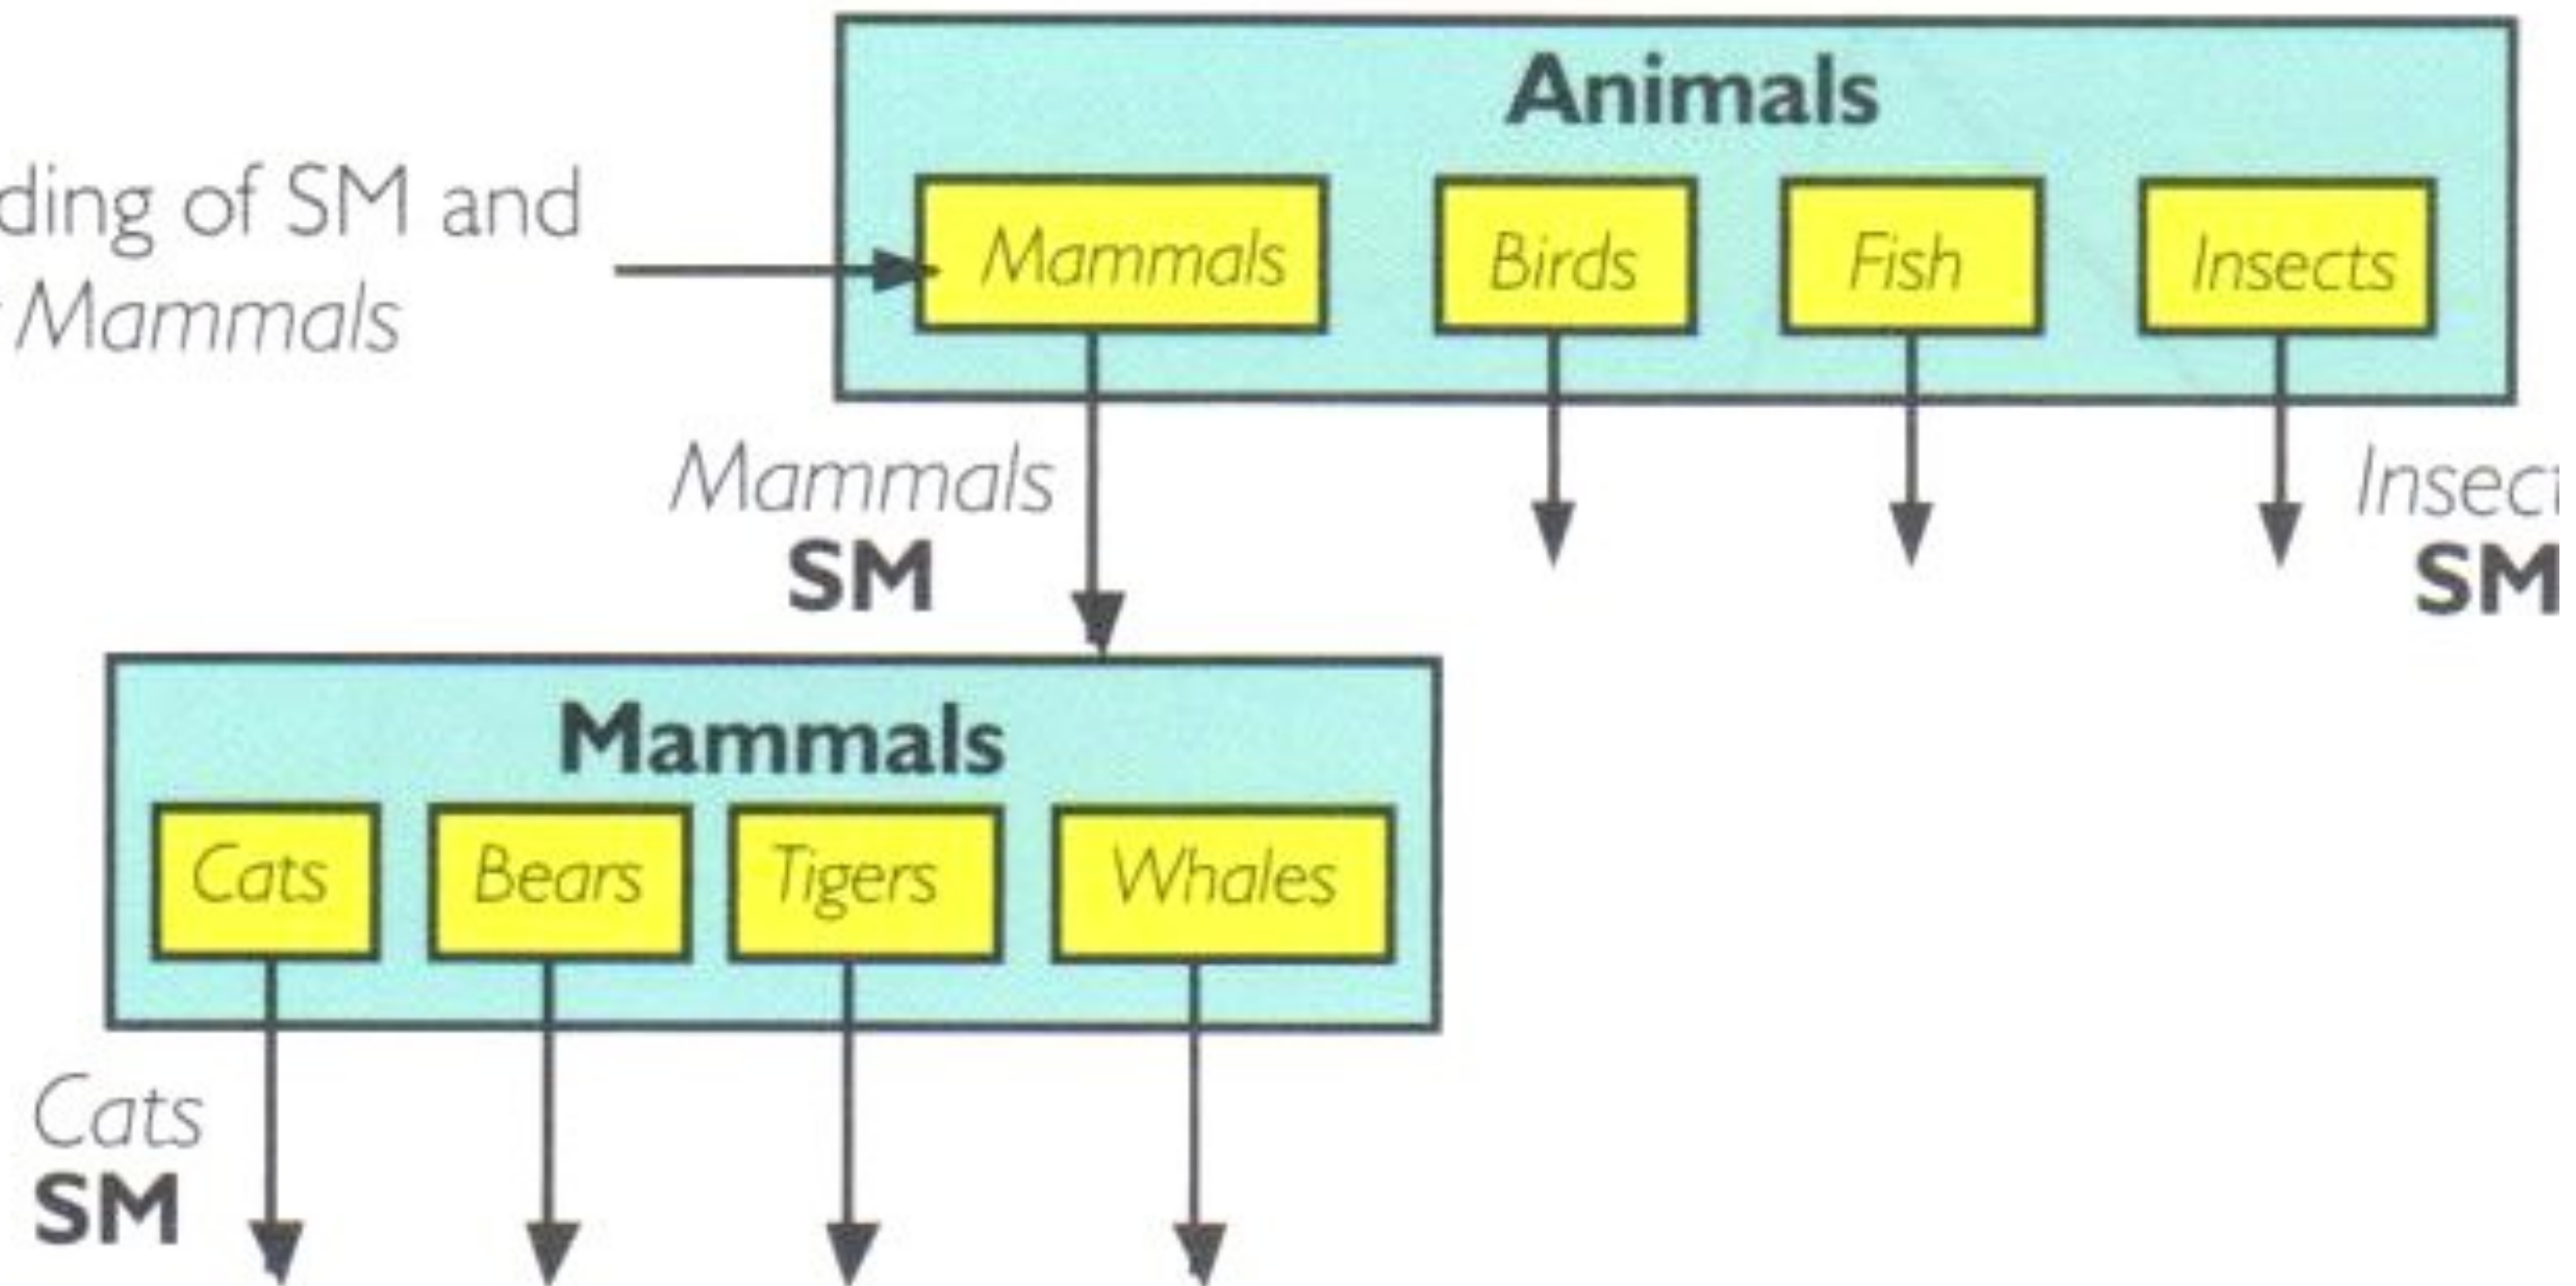 Animals
ding of SM and
Mammals
Mammals
Birds
Fish
Insects
Mammals
SM
Insect
SM
Mammals
Cats
Bears
Tigers
Whales
Cats
SM